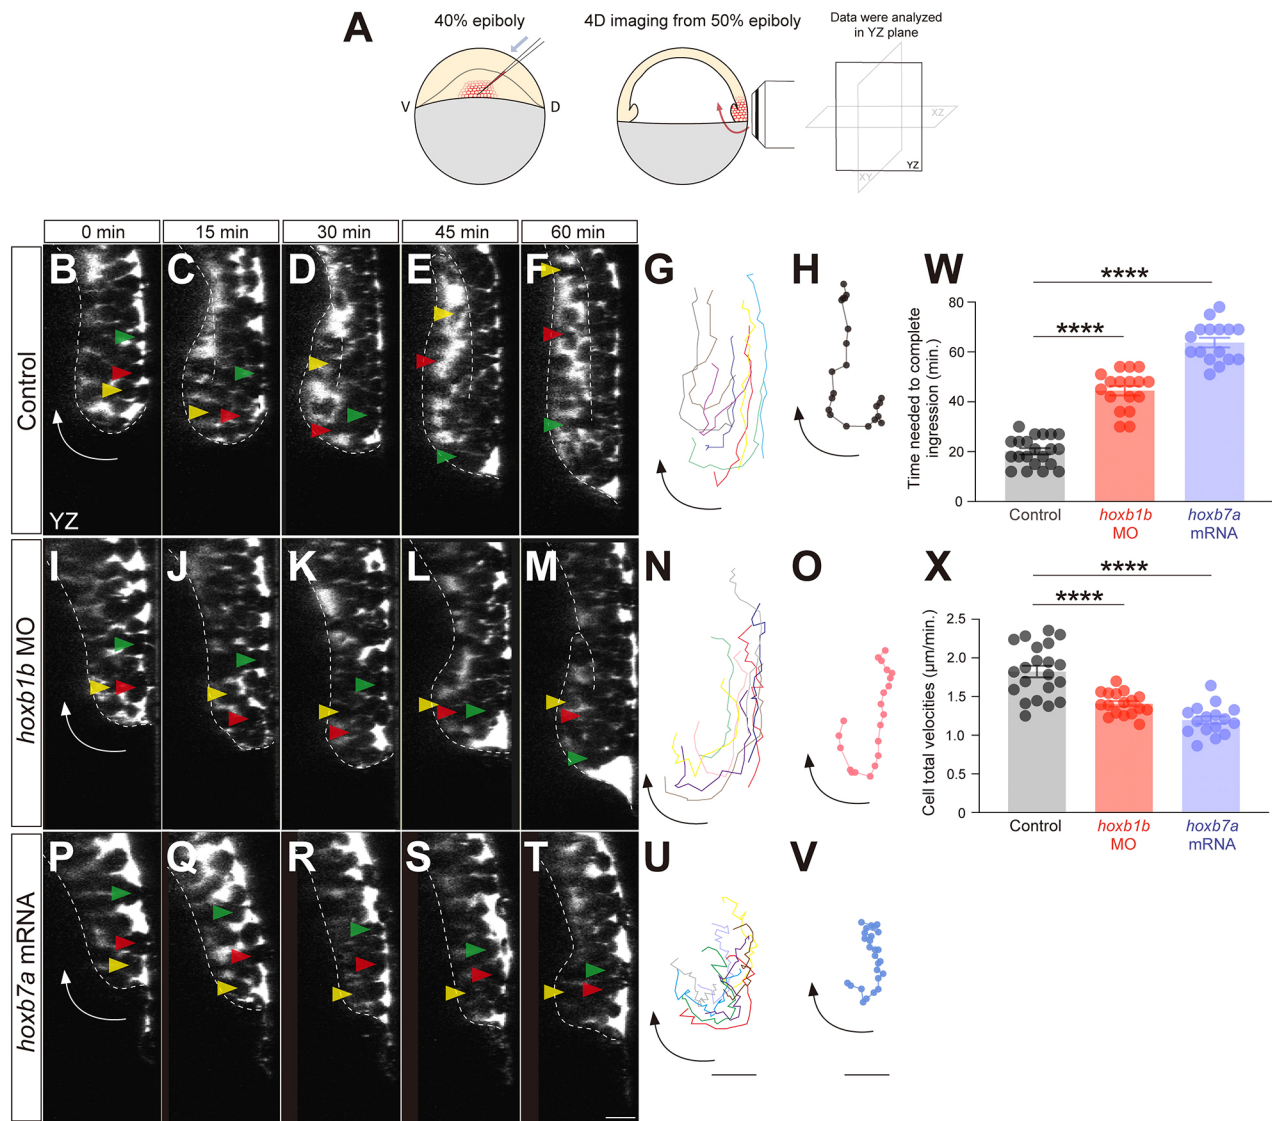 A
40% epiboly
4D imaging from 50% epiboly
Data were analyzed
in YZ plane
V
D
XZ
YZ
XY
0 min
15 min
30 min
45 min
60 min
Control
B
C
D
E
F
G
H
YZ
hoxb1b MO
I
J
K
L
M
N
O
hoxb7a mRNA
P
Q
R
S
T
U
V
W
****
****
Time needed to complete
ingression (min.)
80
60
40
20
0
Control
hoxb1b
MO
hoxb7a
mRNA
X
****
****
Cell total velocities (μm/min.)
2.5
2.0
1.5
1.0
0.5
0
Control
hoxb1b
MO
hoxb7a
mRNA